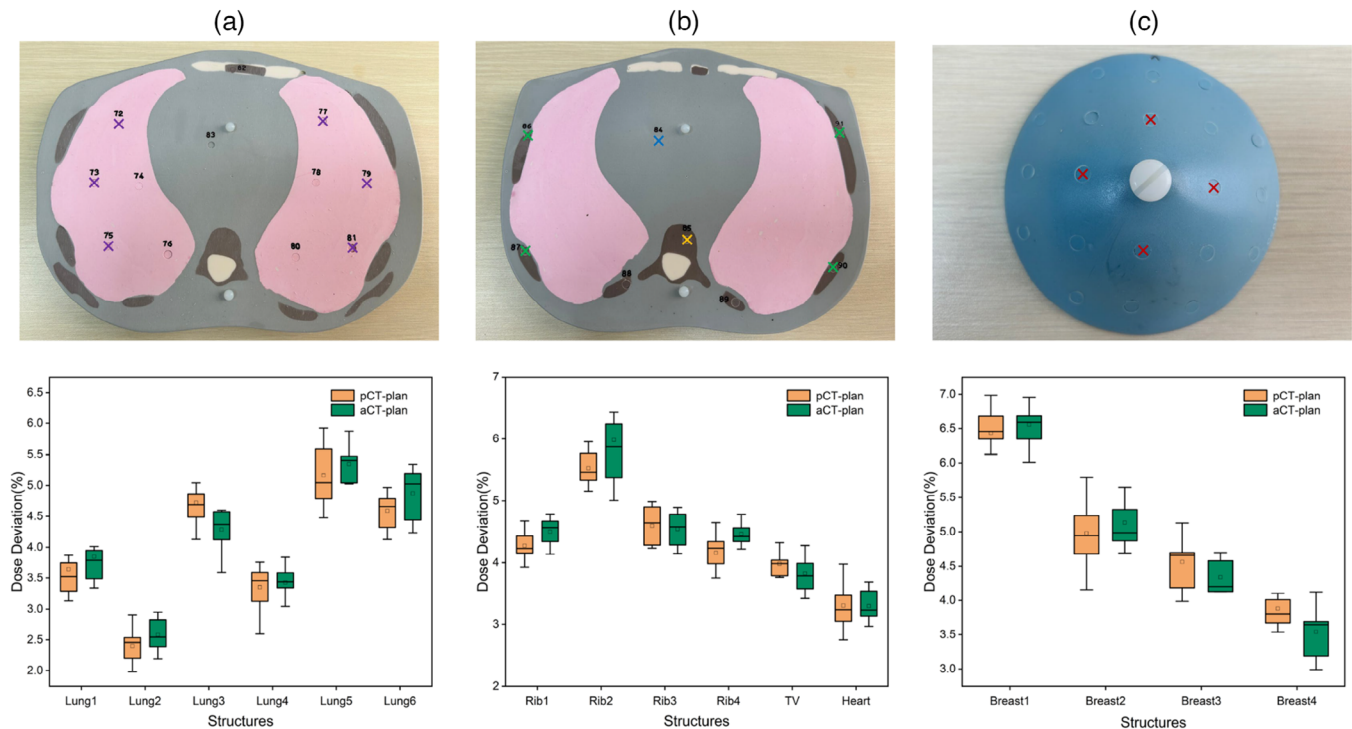 (a)
(b)
(c)
62
72
77
83
73
74
78
79
75
76
80
81
86
84
91
85
87
88
89
90
6.5
6.0
5.5
5.0
4.5
4.0
3.5
3.0
2.5
2.0
Dose Deviation(%)
pCT-plan
aCT-plan
Lung1 Lung2 Lung3 Lung4 Lung5 Lung6
Structures
7
6
5
4
3
2
Dose Deviation(%)
pCT-plan
aCT-plan
Rib1 Rib2 Rib3 Rib4 TV Heart
Structures
7.0
6.5
6.0
5.5
5.0
4.5
4.0
3.5
3.0
Dose Deviation(%)
pCT-plan
aCT-plan
Breast1 Breast2 Breast3 Breast4
Structures